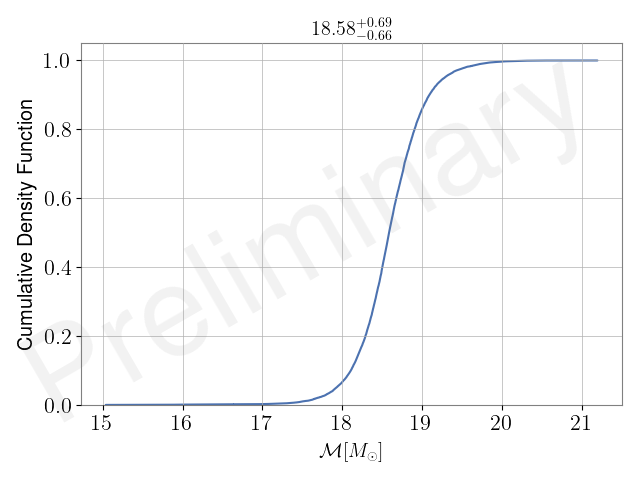 18.58^{+0.69}_{-0.66}
1.0
0.8
0.6
0.4
0.2
0.0
Cumulative Density Function
Preliminary
15 16 17 18 19 20 21
ℳ[M_⊙]